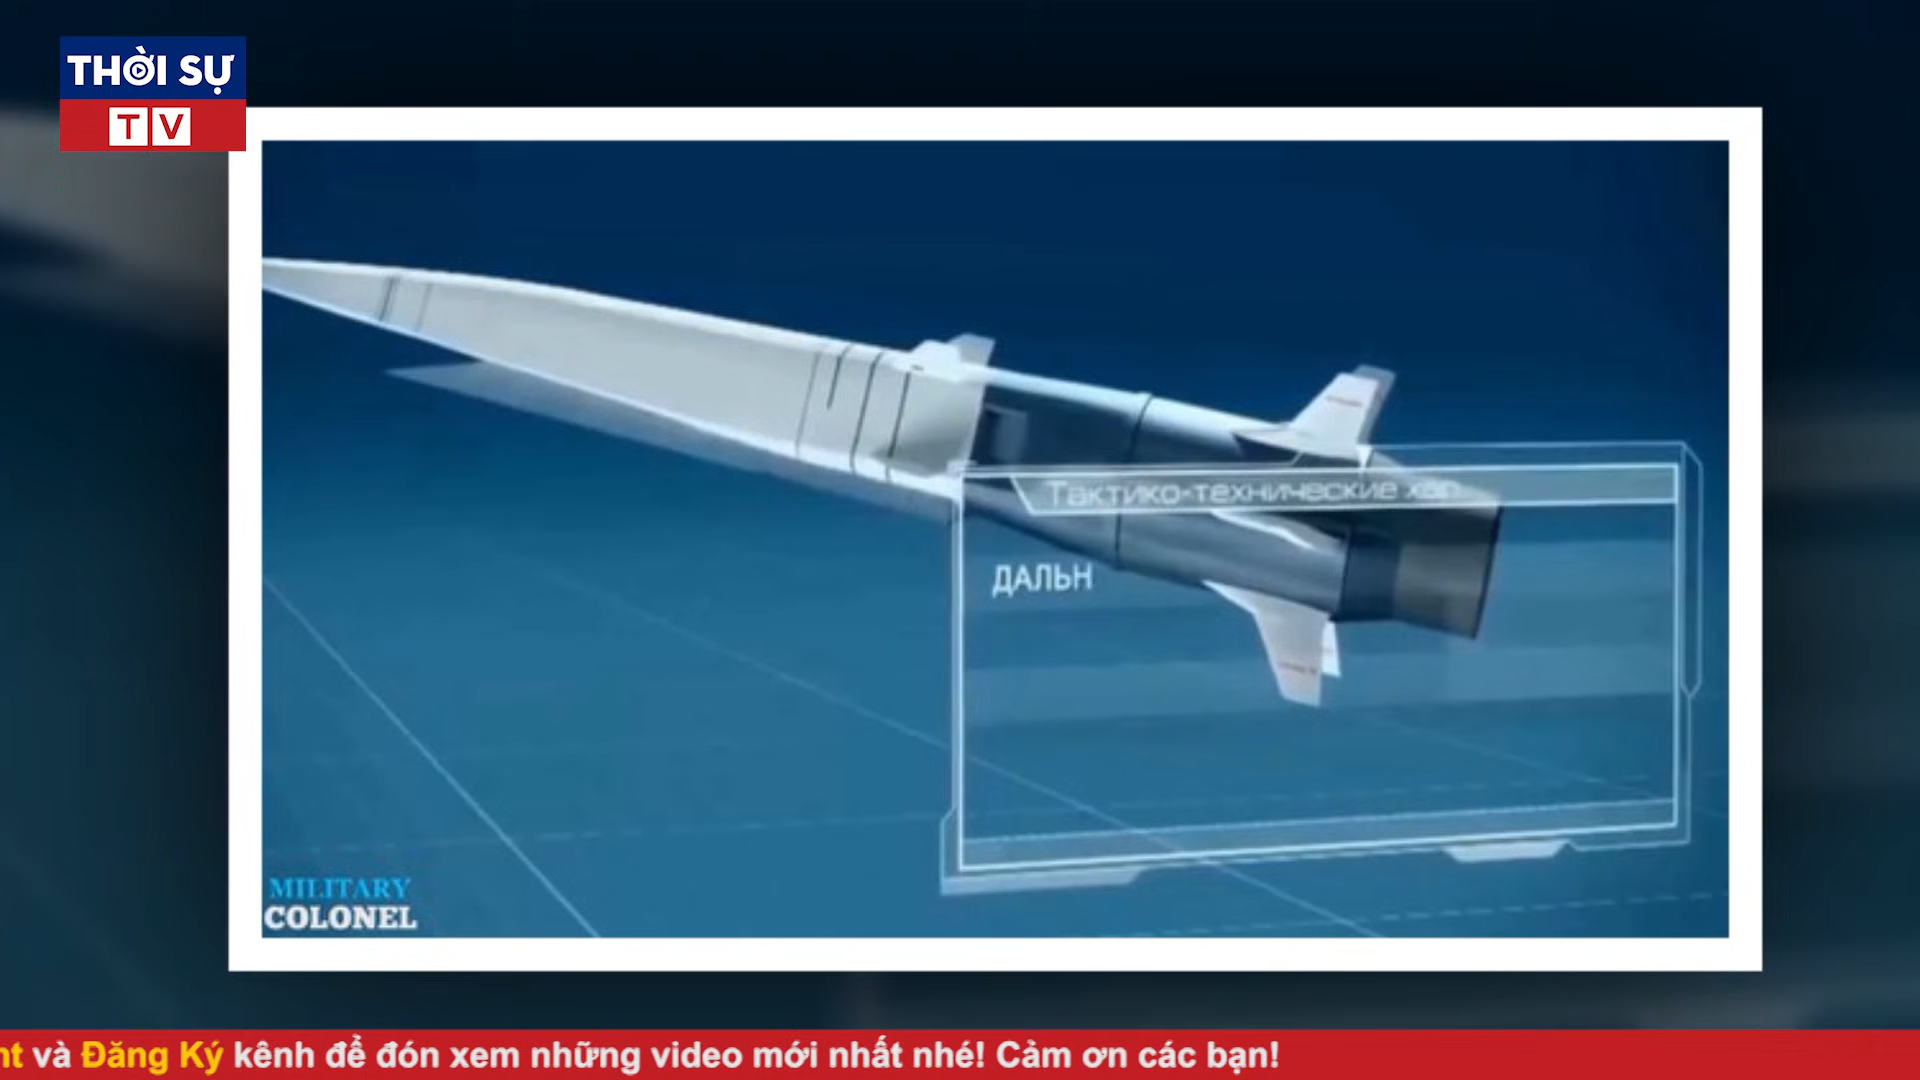 THỜI SỰ
TV
Тактико-технические хар
ДАЛЬН
MILITARY
COLONEL
nt và Đăng Ký kênh để đón xem những video mới nhất nhé! Cảm ơn các bạn!